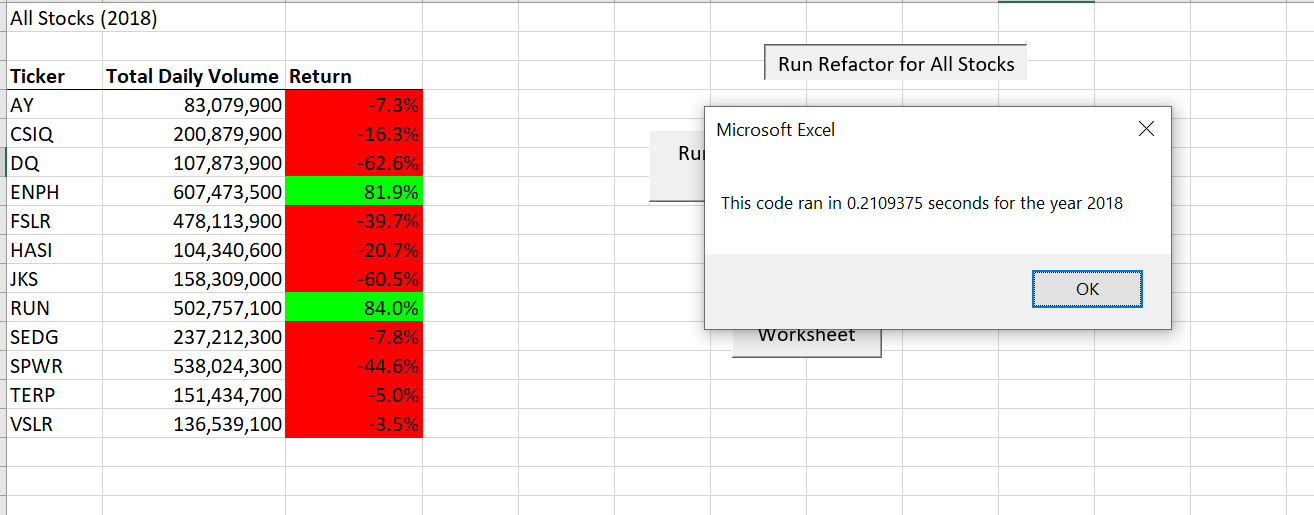 All Stocks (2018)
Run Refactor for All Stocks
Ticker Total Daily Volume Return
AY 83,079,900 -7.3%
CSIQ 200,879,900 -16.3%
DQ 107,873,900 -62.6%
ENPH 607,473,500 81.9%
FSLR 478,113,900 -39.7%
HASI 104,340,600 -20.7%
JKS 158,309,000 -60.5%
RUN 502,757,100 84.0%
SEDG 237,212,300 -7.8%
SPWR 538,024,300 -44.6%
TERP 151,434,700 -5.0%
VSLR 136,539,100 -3.5%
Microsoft Excel
This code ran in 0.2109375 seconds for the year 2018
OK
Worksheet